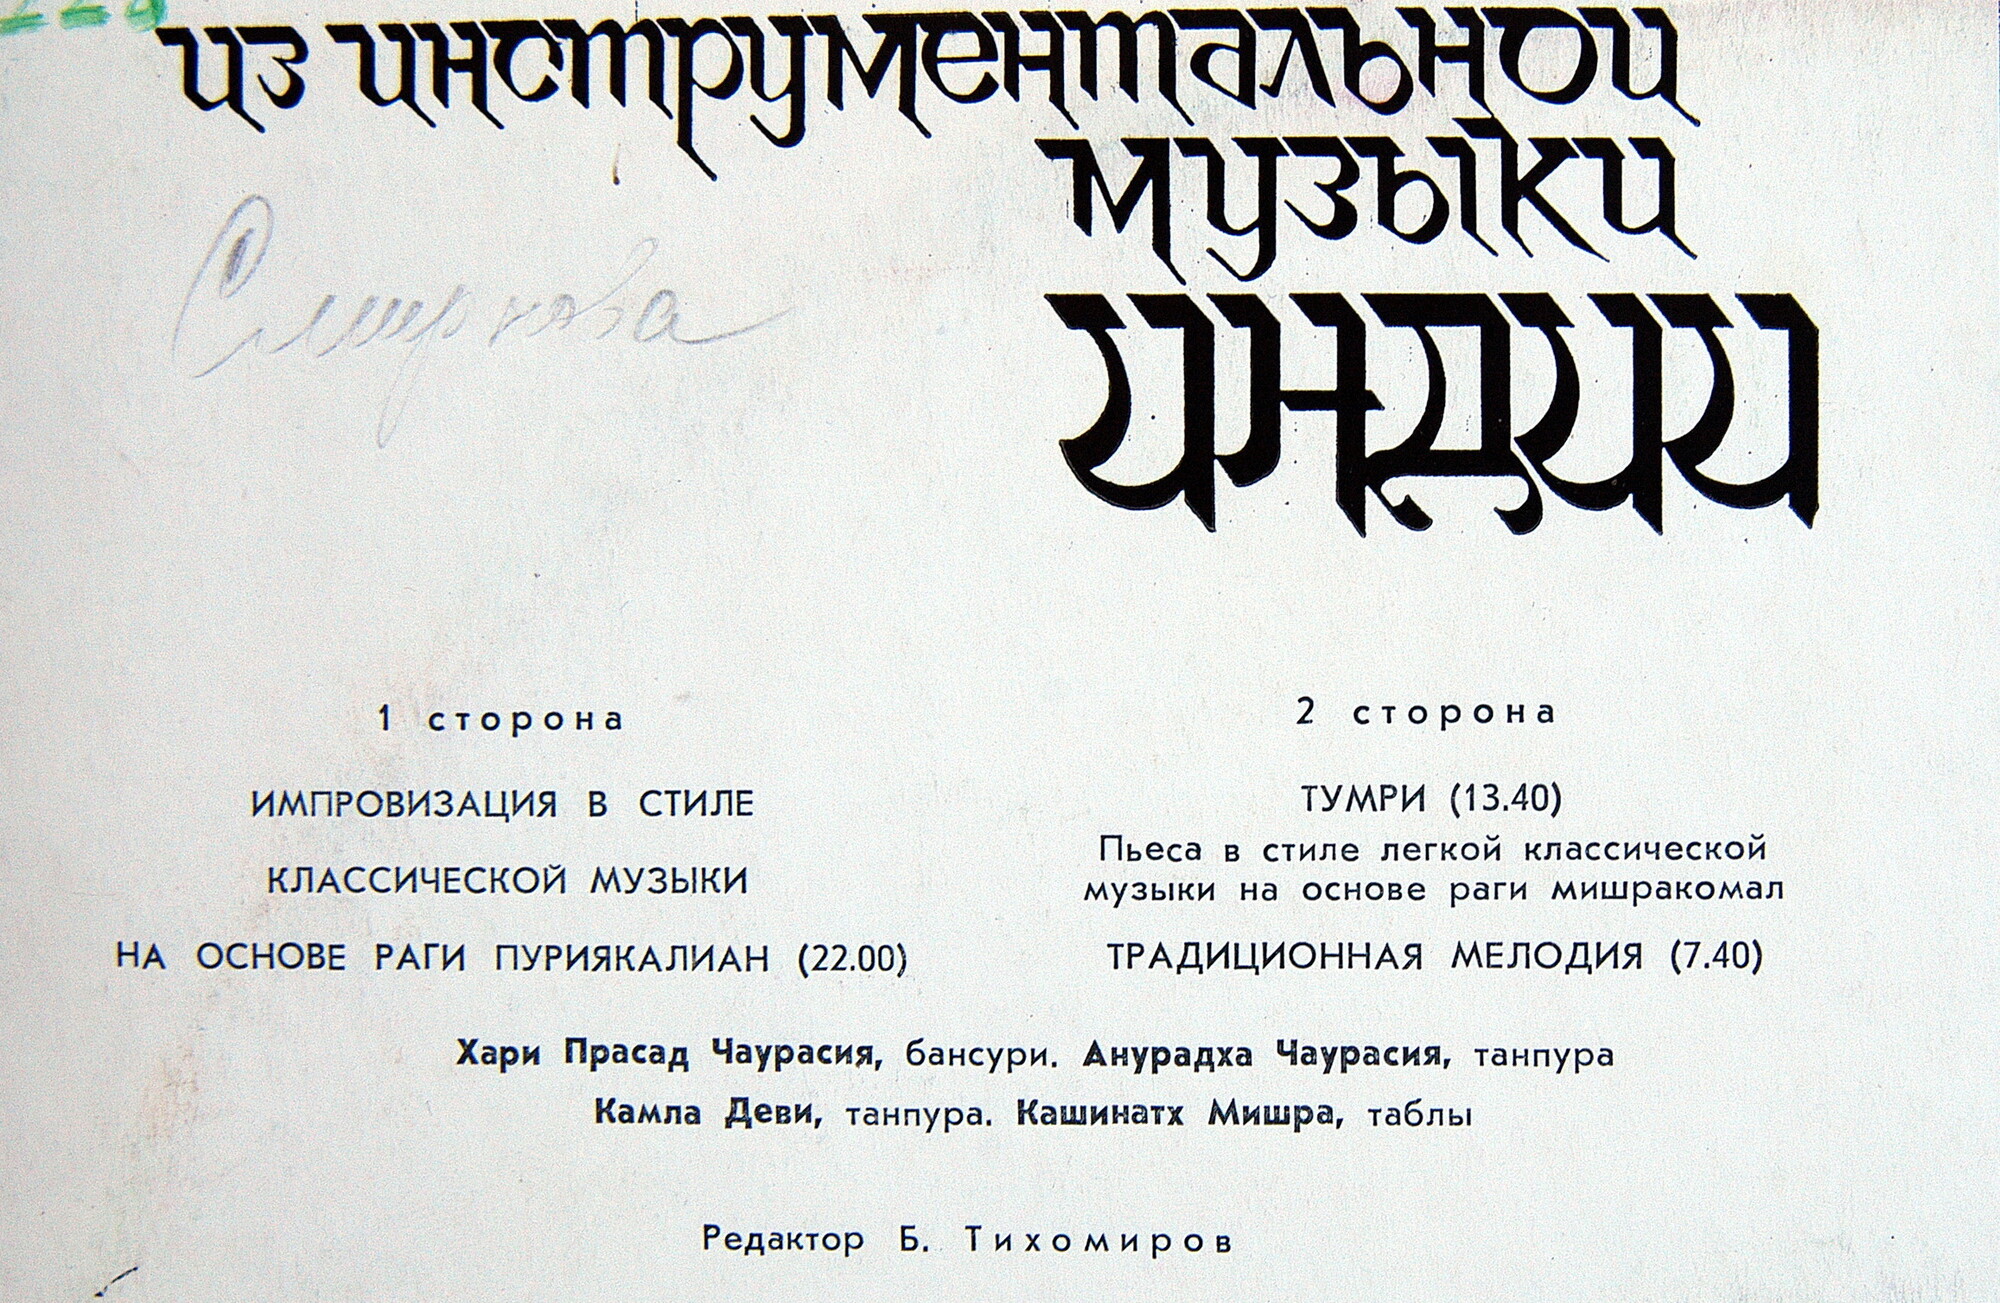 из инструментальной
музыки
индии
Смирнова
1 сторона
ИМПРОВИЗАЦИЯ В СТИЛЕ
КЛАССИЧЕСКОЙ МУЗЫКИ
НА ОСНОВЕ РАГИ ПУРИЯКАЛИАН (22.00)
2 сторона
ТУМРИ (13.40)
Пьеса в стиле легкой классической
музыки на основе раги мишракомал
ТРАДИЦИОННАЯ МЕЛОДИЯ (7.40)
Хари Прасад Чаурасия, бансури. Анурадха Чаурасия, танпура
Камла Деви, танпура. Кашинатх Мишра, таблы
Редактор Б. Тихомиров